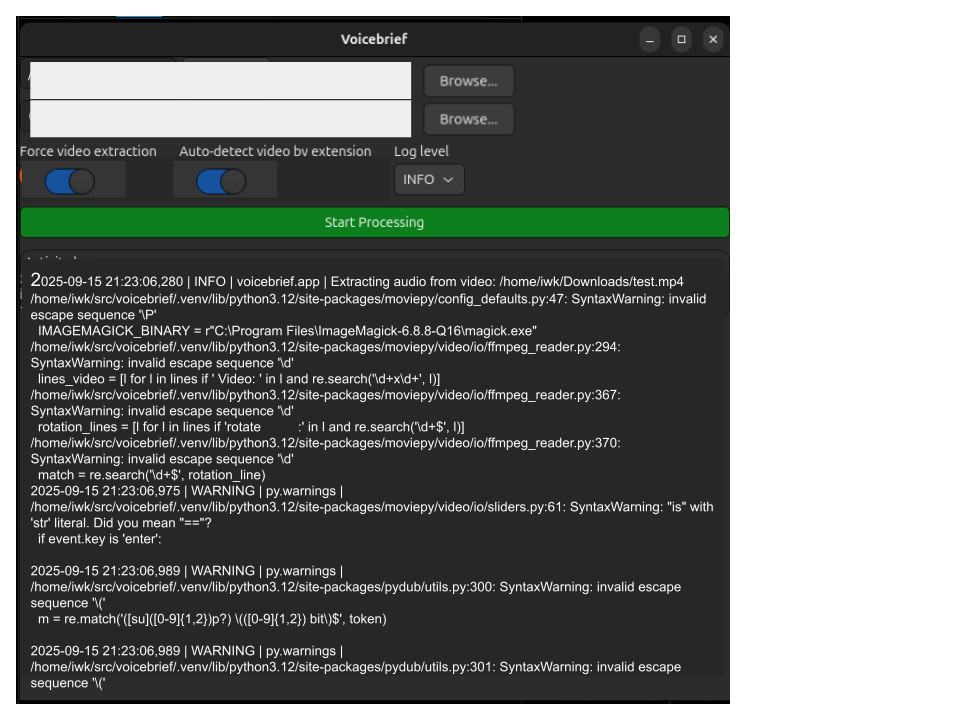 Voicebrief
Browse...
Browse...
Force video extraction
Auto-detect video by extension
Log level
INFO
Start Processing
2025-09-15 21:23:06,280 | INFO | voicebrief.app | Extracting audio from video: /home/iwk/Downloads/test.mp4
/home/iwk/src/voicebrief/.venv/lib/python3.12/site-packages/moviepy/config_defaults.py:47: SyntaxWarning: invalid
escape sequence '\P'
IMAGEMAGICK_BINARY = r"C:\Program Files\ImageMagick-6.8.8-Q16\magick.exe"
/home/iwk/src/voicebrief/.venv/lib/python3.12/site-packages/moviepy/video/io/ffmpeg_reader.py:294:
SyntaxWarning: invalid escape sequence '\d'
lines_video = [l for l in lines if ' Video: ' in l and re.search('\d+x\d+', l)]
/home/iwk/src/voicebrief/.venv/lib/python3.12/site-packages/moviepy/video/io/ffmpeg_reader.py:367:
SyntaxWarning: invalid escape sequence '\d'
rotation_lines = [l for l in lines if 'rotate          :' in l and re.search('\d+$', l)]
/home/iwk/src/voicebrief/.venv/lib/python3.12/site-packages/moviepy/video/io/ffmpeg_reader.py:370:
SyntaxWarning: invalid escape sequence '\d'
match = re.search('\d+$', rotation_line)
2025-09-15 21:23:06,975 | WARNING | py.warnings |
/home/iwk/src/voicebrief/.venv/lib/python3.12/site-packages/moviepy/video/io/sliders.py:61: SyntaxWarning: "is" with
'str' literal. Did you mean "=="?
if event.key is 'enter':
2025-09-15 21:23:06,989 | WARNING | py.warnings |
/home/iwk/src/voicebrief/.venv/lib/python3.12/site-packages/pydub/utils.py:300: SyntaxWarning: invalid escape
sequence '\('
m = re.match('([su]([0-9]{1,2})p?) \(([0-9]{1,2}) bit\)$', token)
2025-09-15 21:23:06,989 | WARNING | py.warnings |
/home/iwk/src/voicebrief/.venv/lib/python3.12/site-packages/pydub/utils.py:301: SyntaxWarning: invalid escape
sequence '\('